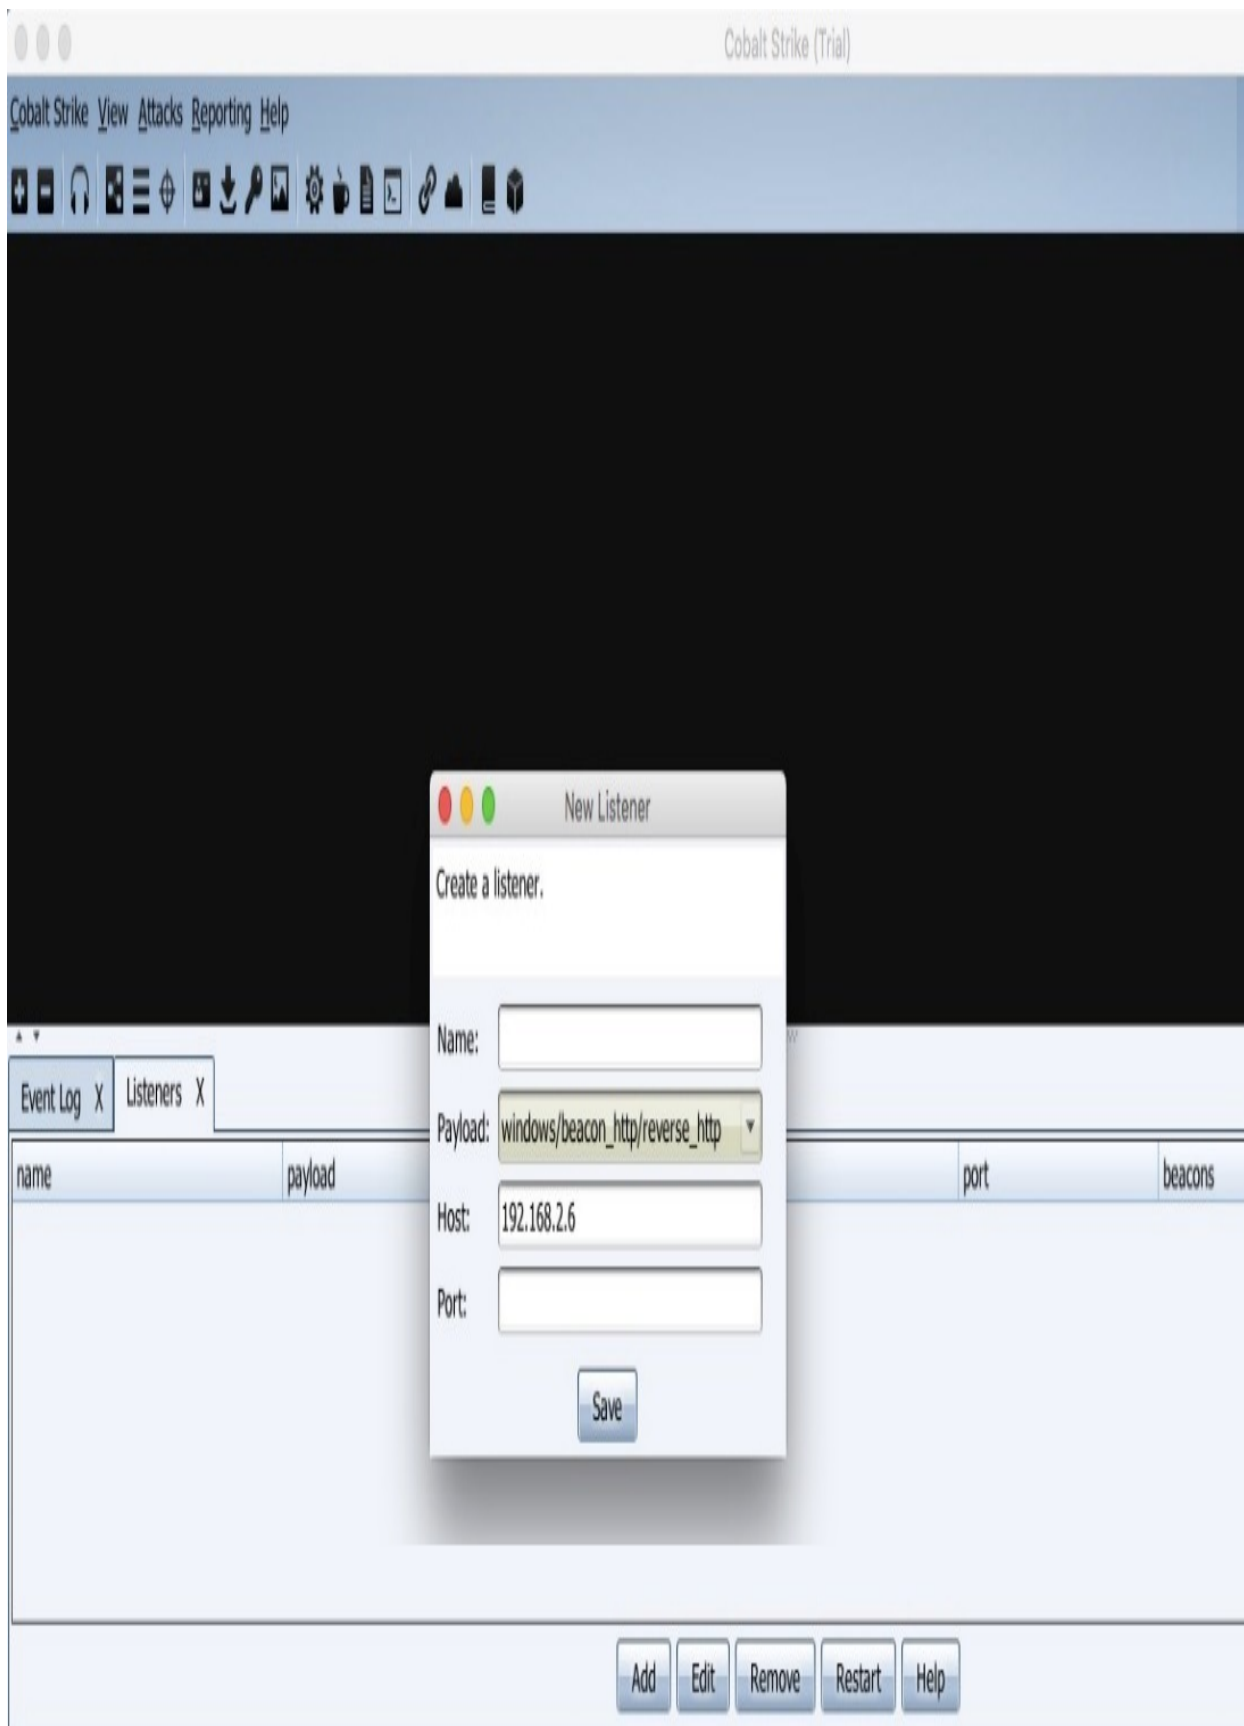 Cobalt Strike (Trial)
Cobalt Strike View Attacks Reporting Help
New Listener
Create a listener.
Name:
Payload: windows/beacon_http/reverse_http
Host: 192.168.2.6
Port:
Save
Event Log X Listeners X
name payload port beacons
Add Edit Remove Restart Help